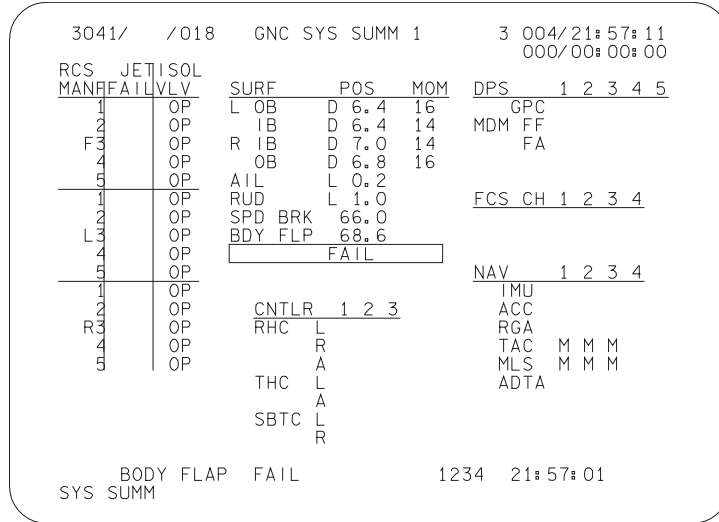 3041/ /018 GNC SYS SUMM 1 3 004/21:57:11
000/00:00:00
RCS JET ISOL
MANF FAIL VLV SURF POS MOM DPS 1 2 3 4 5
1 OP L OB D 6.4 16 GPC
2 OP IB D 6.4 14 MDM FF
F3 OP R IB D 7.0 14 FA
4 OP OB D 6.8 16
5 OP AIL L 0.2
1 OP RUD L 1.0 FCS CH 1 2 3 4
2 OP SPD BRK 66.0
L3 OP BDY FLP 68.6
4 OP FAIL
5 OP NAV 1 2 3 4
1 OP IMU
2 OP CNTLR 1 2 3 ACC
R3 OP RHC L RGA
4 OP R TAC M M M
5 OP A MLS M M M
THC L ADTA
A
SBTC L
R
BODY FLAP FAIL 1234 21:57:01
SYS SUMM